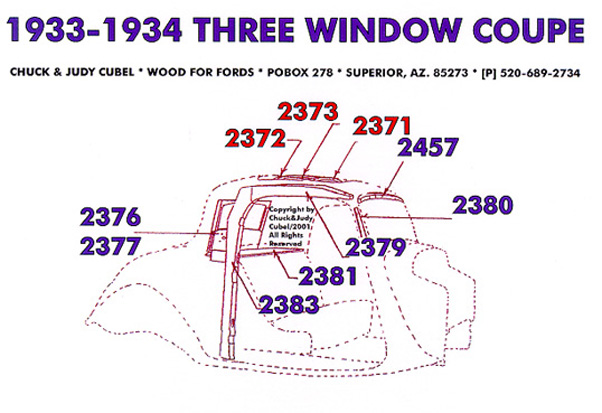 1933-1934 THREE WINDOW COUPE
CHUCK & JUDY CUBEL * WOOD FOR FORDS * POBOX 278 * SUPERIOR, AZ. 85273 * [P] 520-689-2734
2373
2372
2371
2457
2376
2377
Copyright by
Chuck&Judy
Cubel/2001
All Rights
Reserved
2380
2379
2381
2383